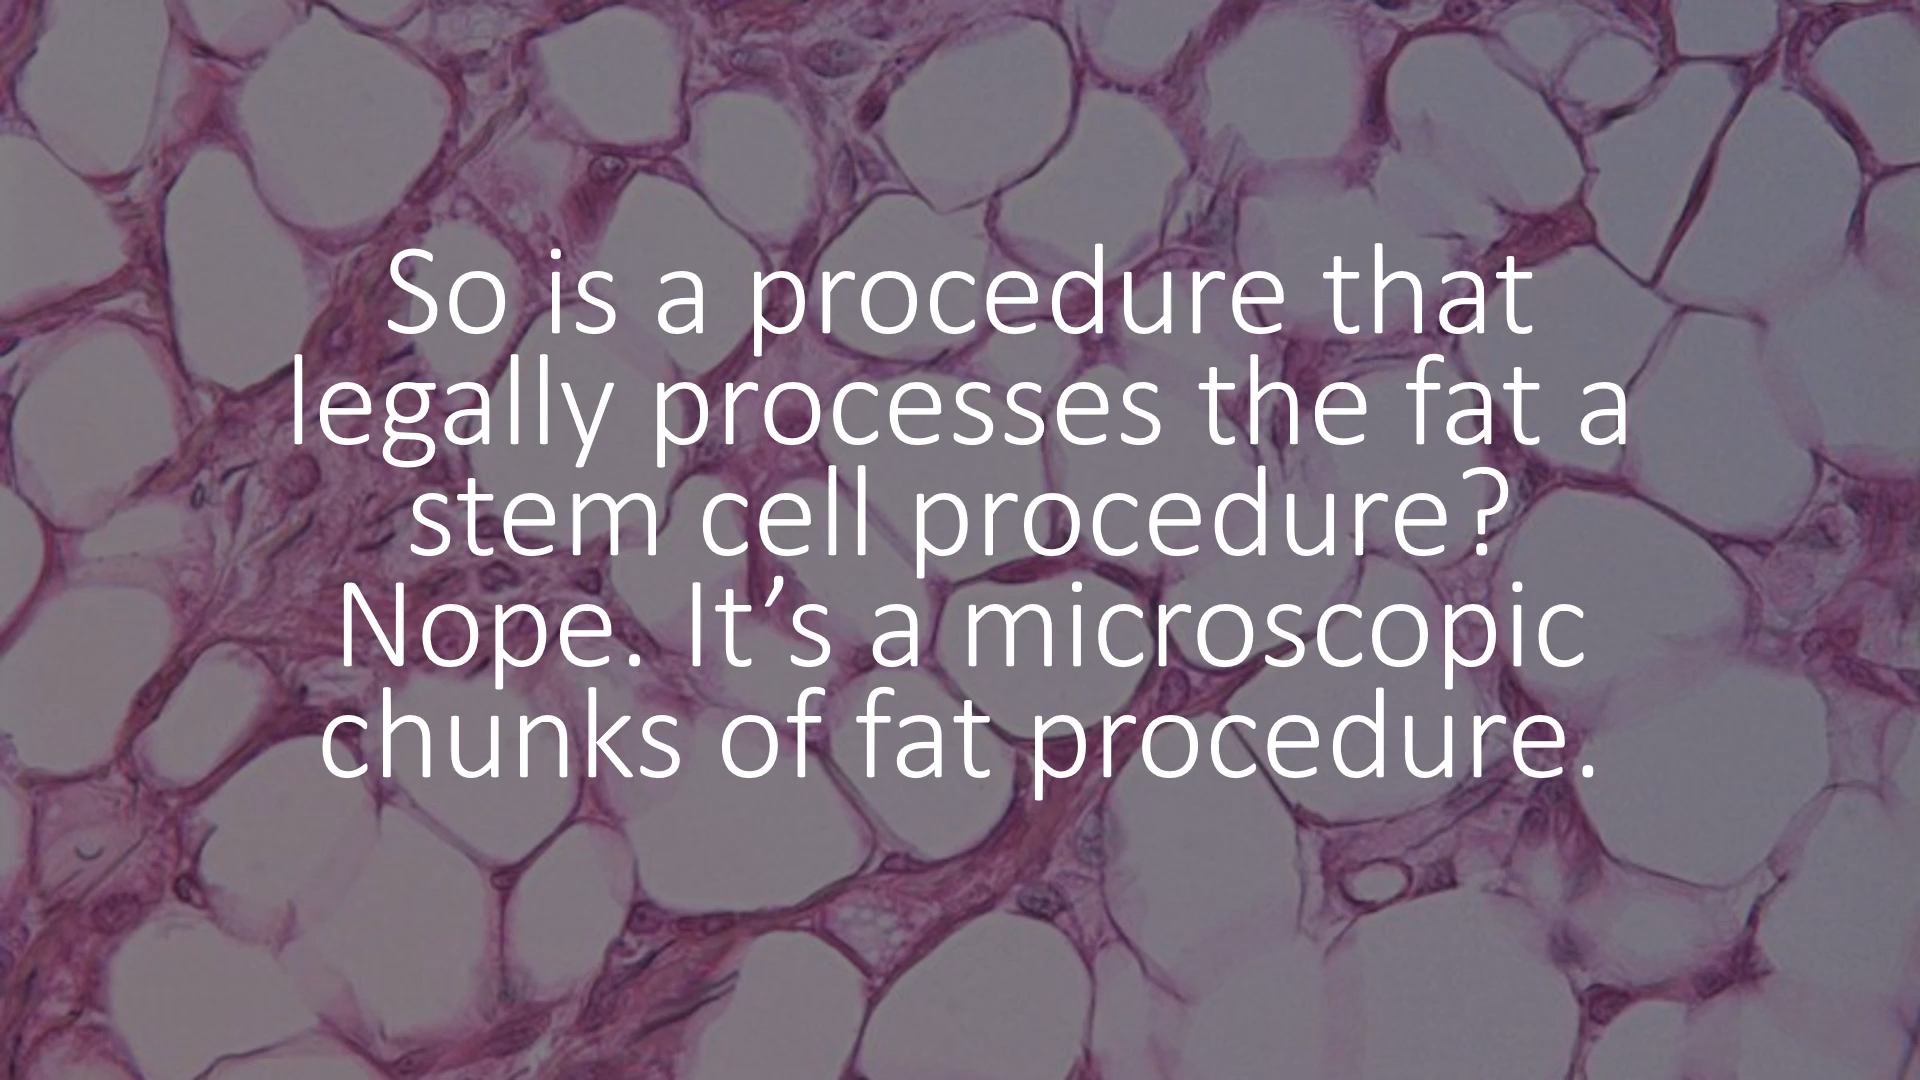 So is a procedure that
legally processes the fat a
stem cell procedure?
Nope. It’s a microscopic
chunks of fat procedure.